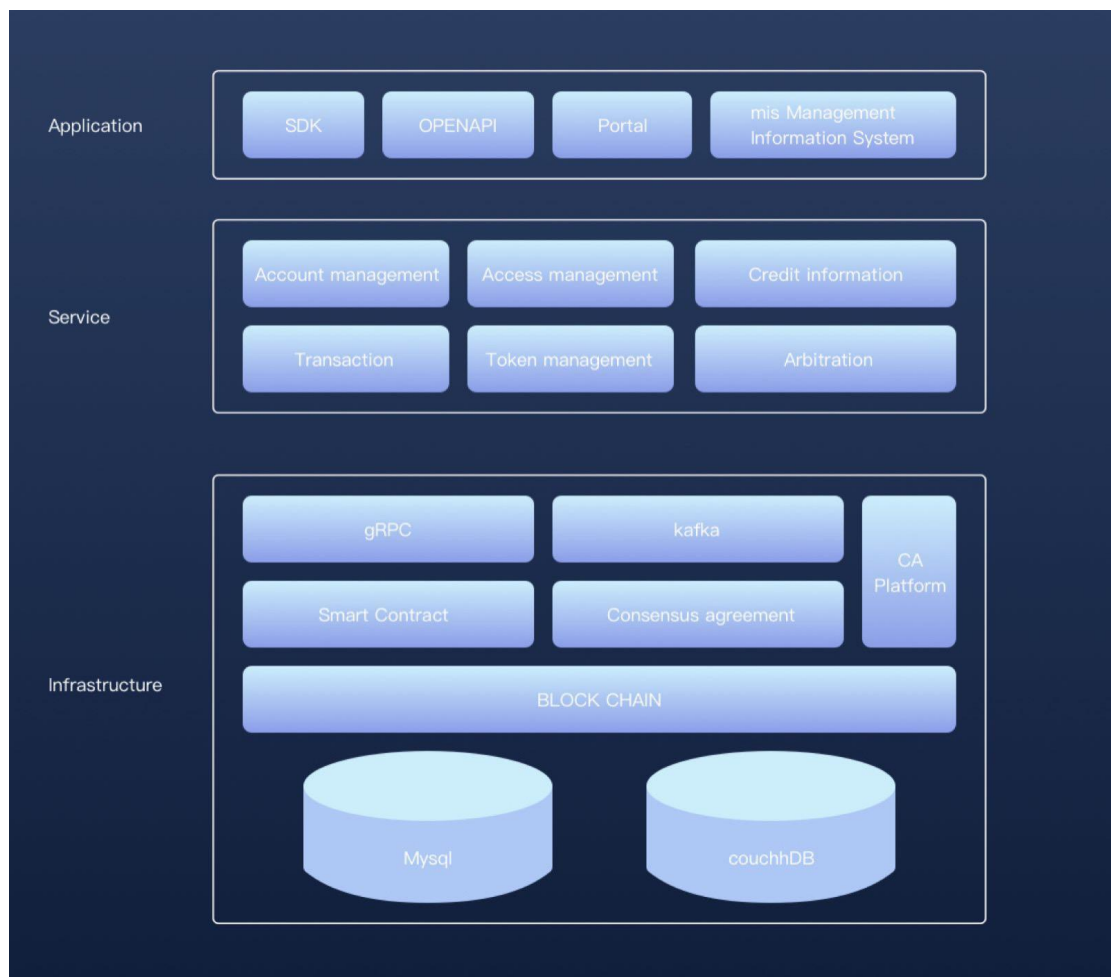 Application
SDK
OPENAPI
Portal
mis Management
Information System
Service
Account management
Access management
Credit information
Transaction
Token management
Arbitration
Infrastructure
gRPC
kafka
CA
Platform
Smart Contract
Consensus agreement
BLOCK CHAIN
Mysql
couchhDB